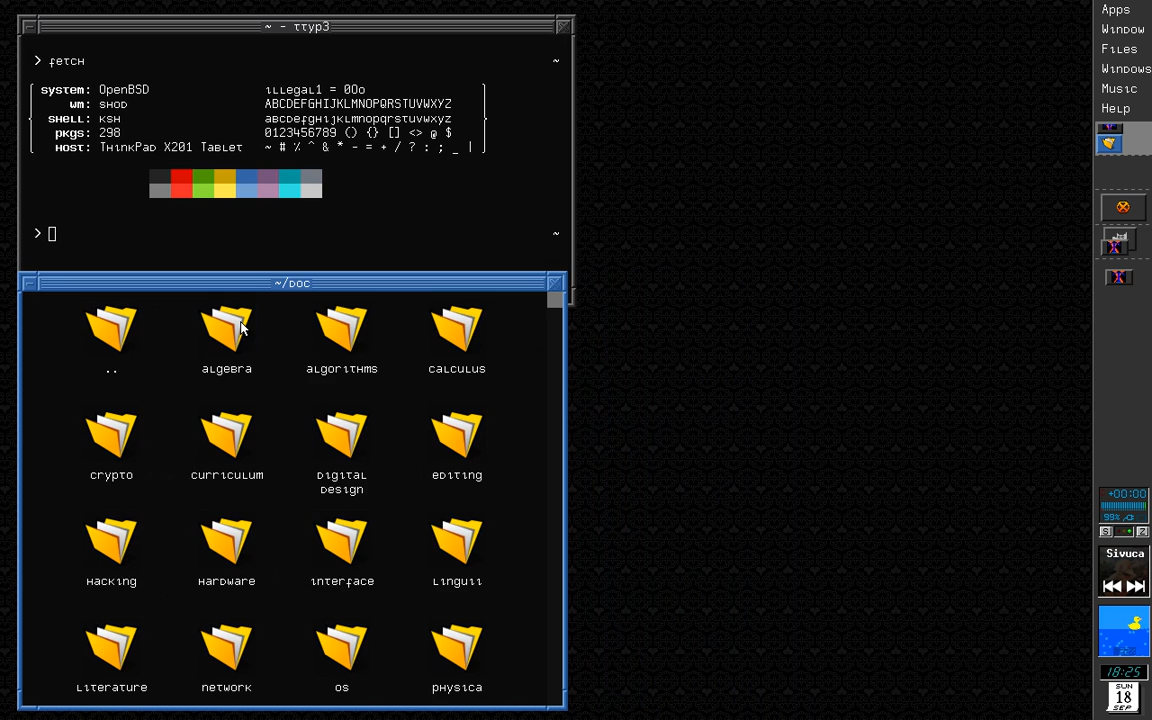 ~ - ttyp3
> fetch ~
system: OpenBSD illegal1 = 0Oo
wm: shod ABCDEFGHIJKLMNOPQRSTUVWXYZ
shell: ksh abcdefghijklmnopqrstuvwxyz
pkgs: 298 0123456789 () {} [] <> @ $
host: ThinkPad X201 Tablet ~ # % ^ & * - = + / ? : ; _ |
> ~
~/doc
.. algebra algorithms calculus
crypto curriculum digital design editing
hacking hardware interface linguii
literature network os physica
Apps
Window
Files
Windows
Music
Help
+00:00
99%
S Z
Sivuca
18:25
SUN
18
SEP